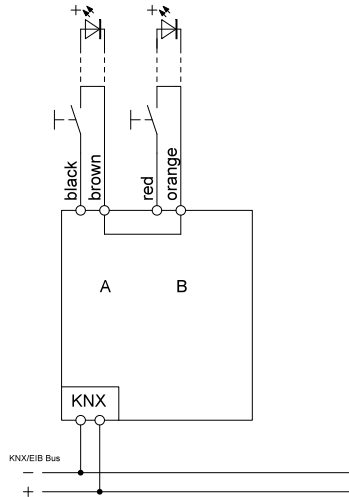 + +
black brown red orange
A B
KNX
KNX/EIB Bus
−
+